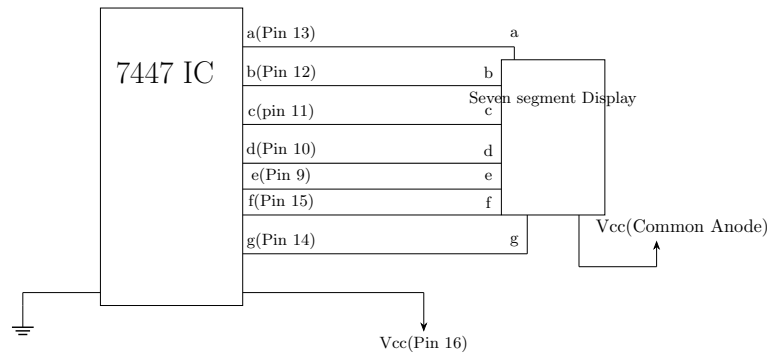 a(Pin 13)
a
7447 IC
b(Pin 12)
b
Seven segment Display
c(pin 11)
c
d(Pin 10)
d
e(Pin 9)
e
f(Pin 15)
f
Vcc(Common Anode)
g(Pin 14)
g
Vcc(Pin 16)